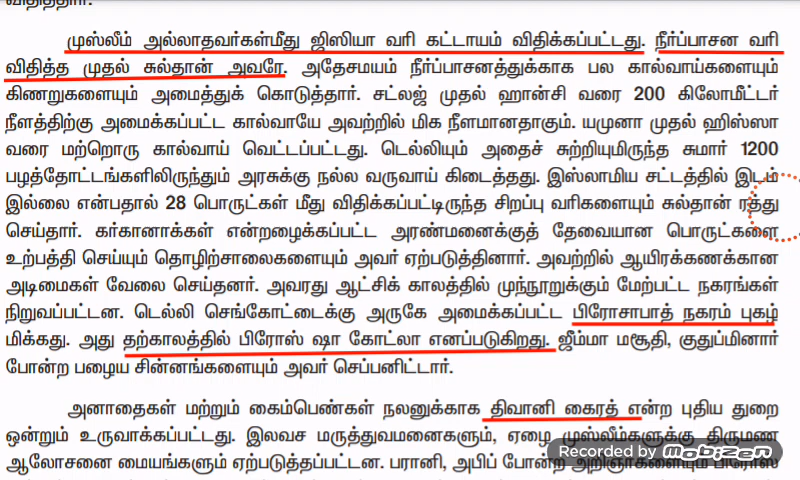 விதித்தார்.
முஸ்லீம் அல்லாதவர்கள்மீது ஜிஸியா வரி கட்டாயம் விதிக்கப்பட்டது. நீர்ப்பாசன வரி
விதித்த முதல் சுல்தான் அவரே. அதேசமயம் நீர்ப்பாசனத்துக்காக பல கால்வாய்களையும்
கிணறுகளையும் அமைத்துக் கொடுத்தார். சட்லஜ் முதல் ஹான்சி வரை 200 கிலோமீட்டர்
நீளத்திற்கு அமைக்கப்பட்ட கால்வாயே அவற்றில் மிக நீளமானதாகும். யமுனா முதல் ஹிஸ்ஸா
வரை மற்றொரு கால்வாய் வெட்டப்பட்டது. டெல்லியும் அதைச் சுற்றியுமிருந்த சுமார் 1200
பழத்தோட்டங்களிலிருந்தும் அரசுக்கு நல்ல வருவாய் கிடைத்தது. இஸ்லாமிய சட்டத்தில் இடம்
இல்லை என்பதால் 28 பொருட்கள் மீது விதிக்கப்பட்டிருந்த சிறப்பு வரிகளையும் சுல்தான் ரத்து
செய்தார். கர்கானாக்கள் என்றழைக்கப்பட்ட அரண்மனைக்குத் தேவையான பொருட்களை
உற்பத்தி செய்யும் தொழிற்சாலைகளையும் அவர் ஏற்படுத்தினார். அவற்றில் ஆயிரக்கணக்கான
அடிமைகள் வேலை செய்தனர். அவரது ஆட்சிக் காலத்தில் முந்நூறுக்கும் மேற்பட்ட நகரங்கள்
நிறுவப்பட்டன. டெல்லி செங்கோட்டைக்கு அருகே அமைக்கப்பட்ட பிரோசாபாத் நகரம் புகழ்
மிக்கது. அது தற்காலத்தில் பிரோஸ் ஷா கோட்லா எனப்படுகிறது. ஜீம்மா மசூதி, குதுப்மினார்
போன்ற பழைய சின்னங்களையும் அவர் செப்பனிட்டார்.
அனாதைகள் மற்றும் கைம்பெண்கள் நலனுக்காக திவானி கைரத் என்ற புதிய துறை
ஒன்றும் உருவாக்கப்பட்டது. இலவச மருத்துவமனைகளும், ஏழை முஸ்லீம்களுக்கு திருமண
ஆலோசனை மையங்களும் ஏற்படுத்தப்பட்டன. பரானி, அபிப் போன்ற அறிஞர்களையும் பிரோஸ்
Recorded by mobizen